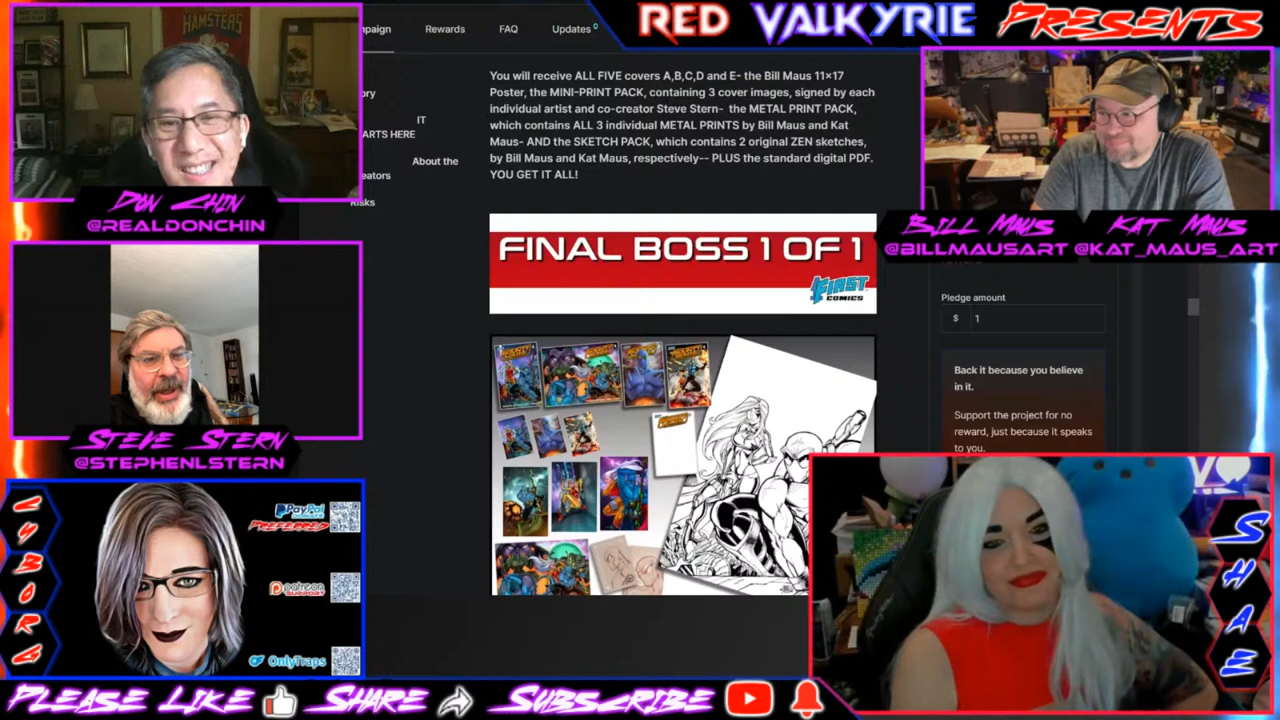 HAMSTERS
RED VALKYRIE PRESENTS
paign
Rewards
FAQ
Updates 0
You will receive ALL FIVE covers A,B,C,D and E- the Bill Maus 11×17
Poster, the MINI-PRINT PACK, containing 3 cover images, signed by each
individual artist and co-creator Steve Stern- the METAL PRINT PACK,
which contains ALL 3 individual METAL PRINTS by Bill Maus and Kat
Maus- AND the SKETCH PACK, which contains 2 original ZEN sketches,
by Bill Maus and Kat Maus, respectively-- PLUS the standard digital PDF.
YOU GET IT ALL!
ory
IT
ARTS HERE
About the
eators
Risks
DON CHIN
@REALDONCHIN
BILL MAUS
@BILLMAUSART
KAT MAUS
@KAT_MAUS_ART
FINAL BOSS 1 OF 1
1FIRST
COMICS
Pledge amount
$ 1
Back it because you believe
in it.
Support the project for no
reward, just because it speaks
to you.
STEVE STERN
@STEPHENLSTERN
CYBORG
PayPal
PREFERRED
patreon
SUPPORT
OnlyTraps
SHAE
PLEASE LIKE SHARE SUBSCRIBE